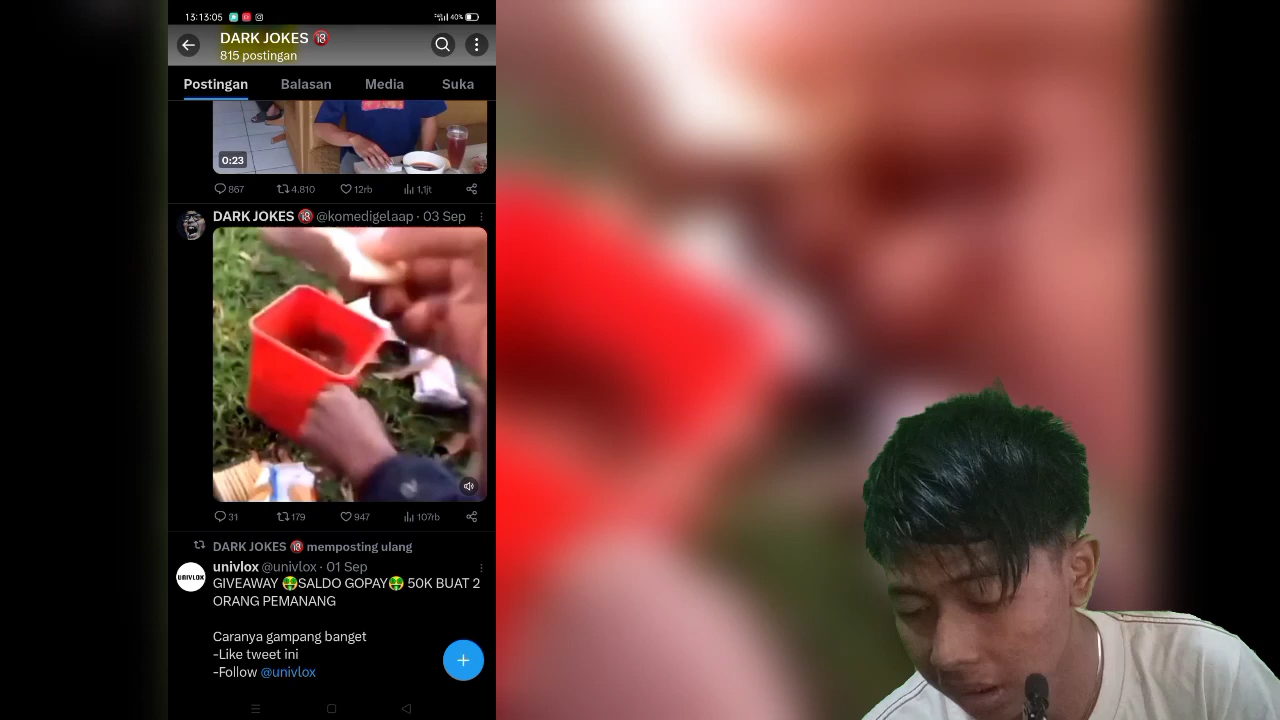 13:13:05
40%
DARK JOKES 🔞
815 postingan
Postingan Balasan Media Suka
0:23
867 4.810 12rb 1,1jt
DARK JOKES 🔞 @komedigelaap · 03 Sep
31 179 947 107rb
DARK JOKES 🔞 memposting ulang
UNIVLOX
univlox @univlox · 01 Sep
GIVEAWAY 🤑SALDO GOPAY🤑 50K BUAT 2
ORANG PEMANANG
Caranya gampang banget
-Like tweet ini
-Follow @univlox